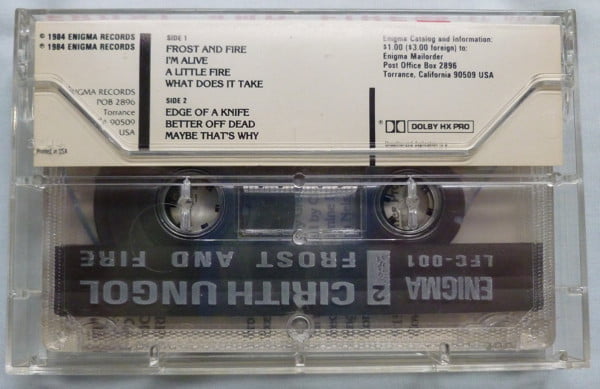 ℗ 1984 ENIGMA RECORDS
© 1984 ENIGMA RECORDS
ENIGMA RECORDS
POB 2896
Torrance
CA 90509
USA
Printed in USA
SIDE 1
FROST AND FIRE
I'M ALIVE
A LITTLE FIRE
WHAT DOES IT TAKE
SIDE 2
EDGE OF A KNIFE
BETTER OFF DEAD
MAYBE THAT'S WHY
Enigma Catalog and information:
$1.00 ($3.00 foreign) to:
Enigma Mailorder
Post Office Box 2896
Torrance, California 90509 USA
DOLBY HX PRO
ENIGMA
2
CIRITH UNGOL
LFC-001
FROST AND FIRE